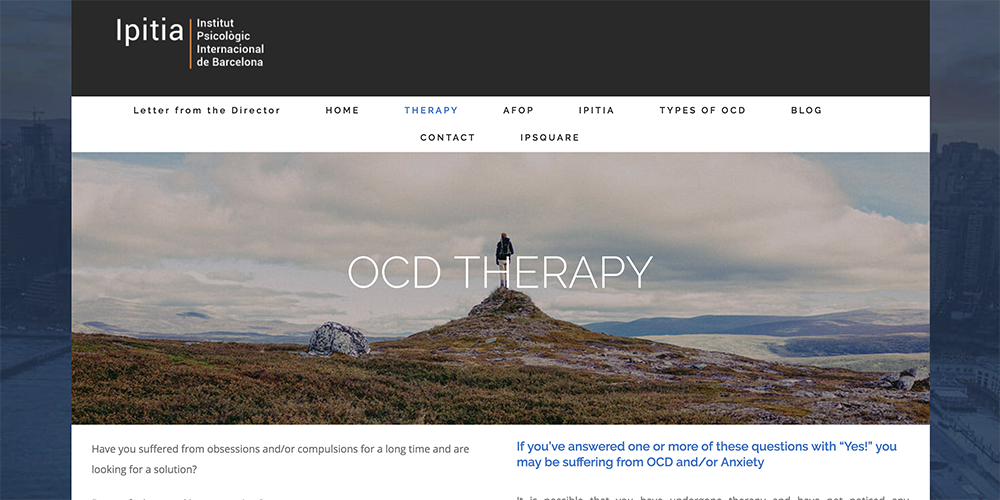 Ipitia
Institut
Psicològic
Internacional
de Barcelona
Letter from the Director HOME THERAPY AFOP IPITIA TYPES OF OCD BLOG
CONTACT IPSQUARE
OCD THERAPY
Have you suffered from obsessions and/or compulsions for a long time and are
looking for a solution?
If you’ve answered one or more of these questions with “Yes!” you
may be suffering from OCD and/or Anxiety
It is possible that you have undergone therapy and have not noticed any